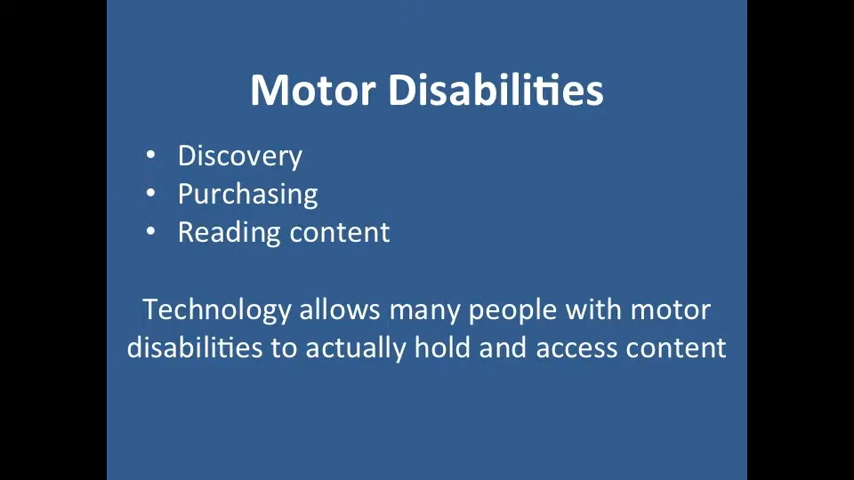 Motor Disabilities
• Discovery
• Purchasing
• Reading content
Technology allows many people with motor
disabilities to actually hold and access content